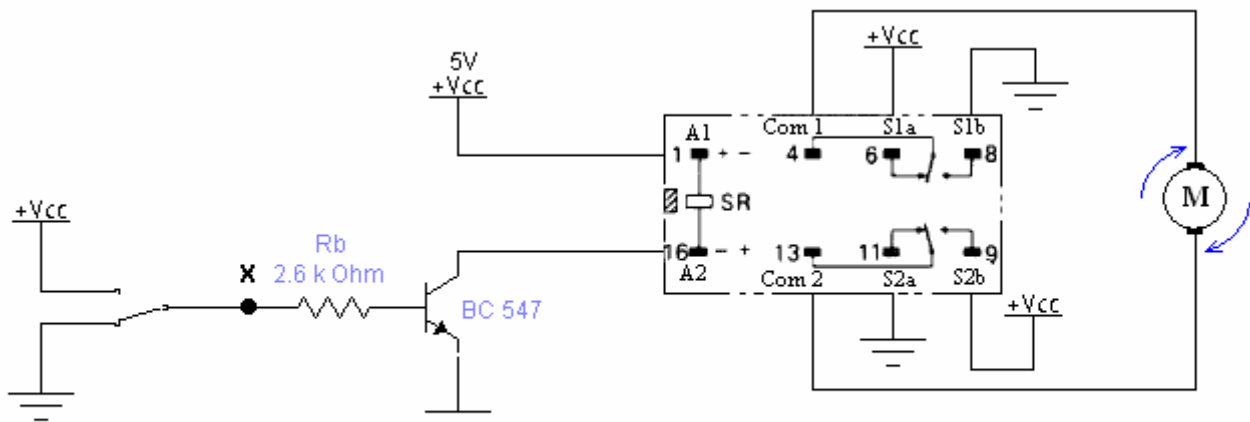 +Vcc
5V
+Vcc
A1
Com 1
S1a
S1b
1
+ -
4
6
8
SR
M
+Vcc
Rb
X
2.6 k Ohm
16
- +
13
11
9
A2
Com 2
S2a
S2b
BC 547
+Vcc